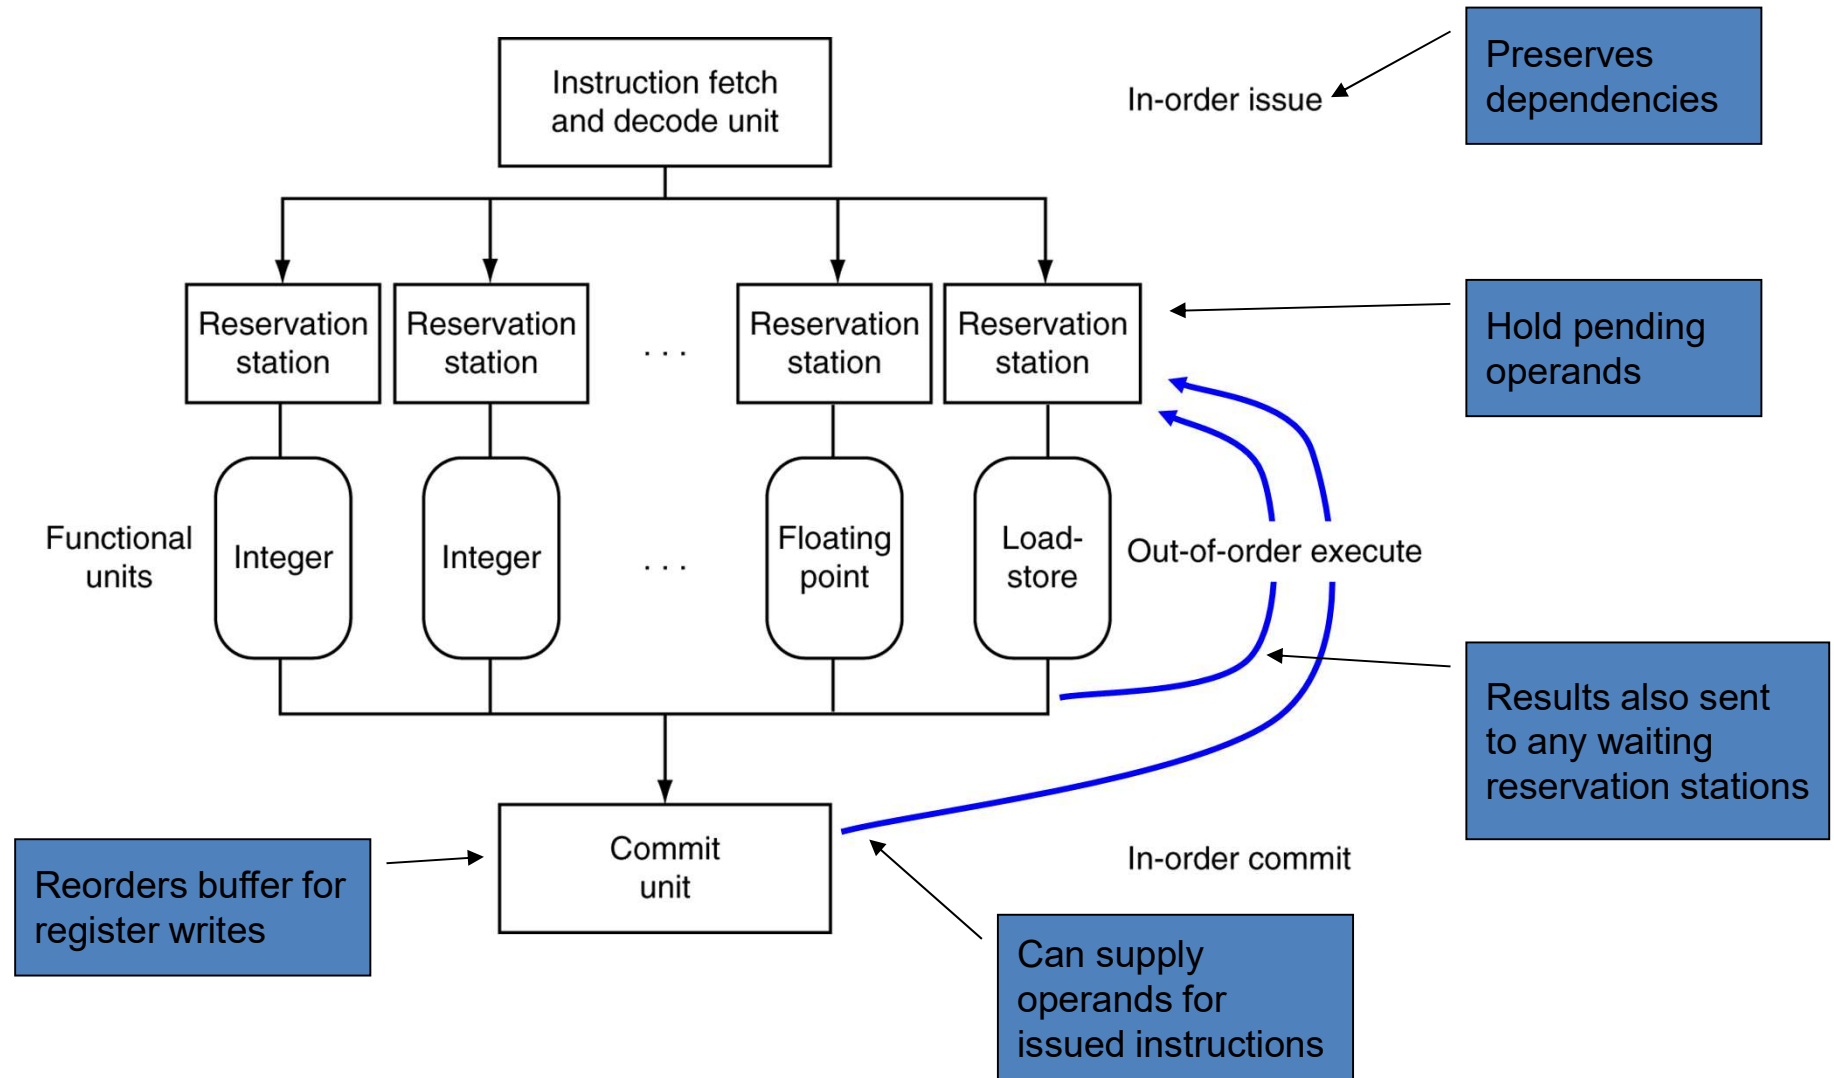 Instruction fetch
and decode unit
In-order issue
Preserves
dependencies
Reservation
station
Reservation
station
. . .
Reservation
station
Reservation
station
Hold pending
operands
Functional
units
Integer
Integer
. . .
Floating
point
Load-
store
Out-of-order execute
Results also sent
to any waiting
reservation stations
Commit
unit
In-order commit
Reorders buffer for
register writes
Can supply
operands for
issued instructions